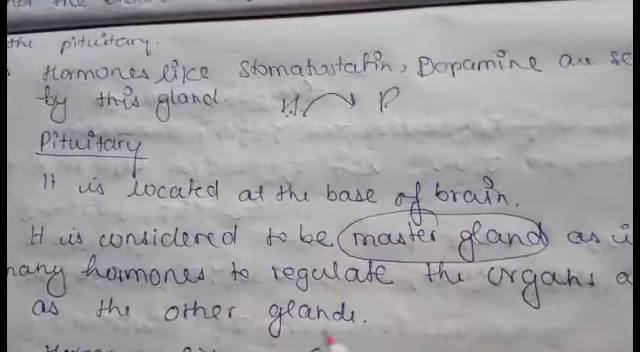 the pituitary.
Hormones like Stomatostatin, Dopamine are se
by this gland. H P
Pituitary
It is located at the base of brain.
It is considered to be master gland as i
many hormones to regulate the organs a
as the other glands.